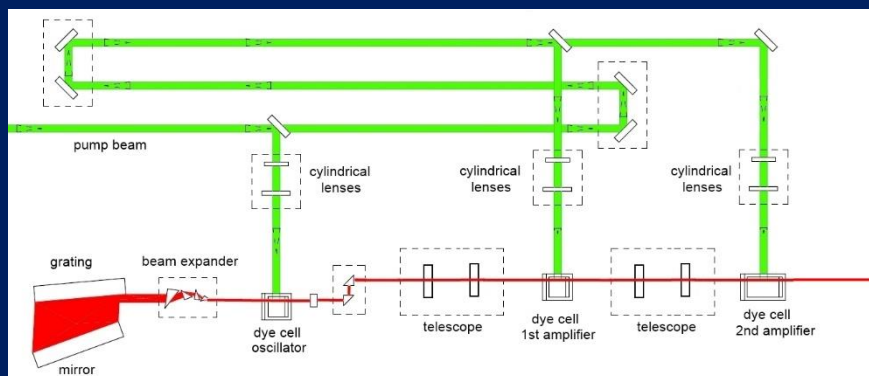 pump beam
cylindrical
lenses
cylindrical
lenses
cylindrical
lenses
grating
beam expander
mirror
dye cell
oscillator
telescope
dye cell
1st amplifier
telescope
dye cell
2nd amplifier